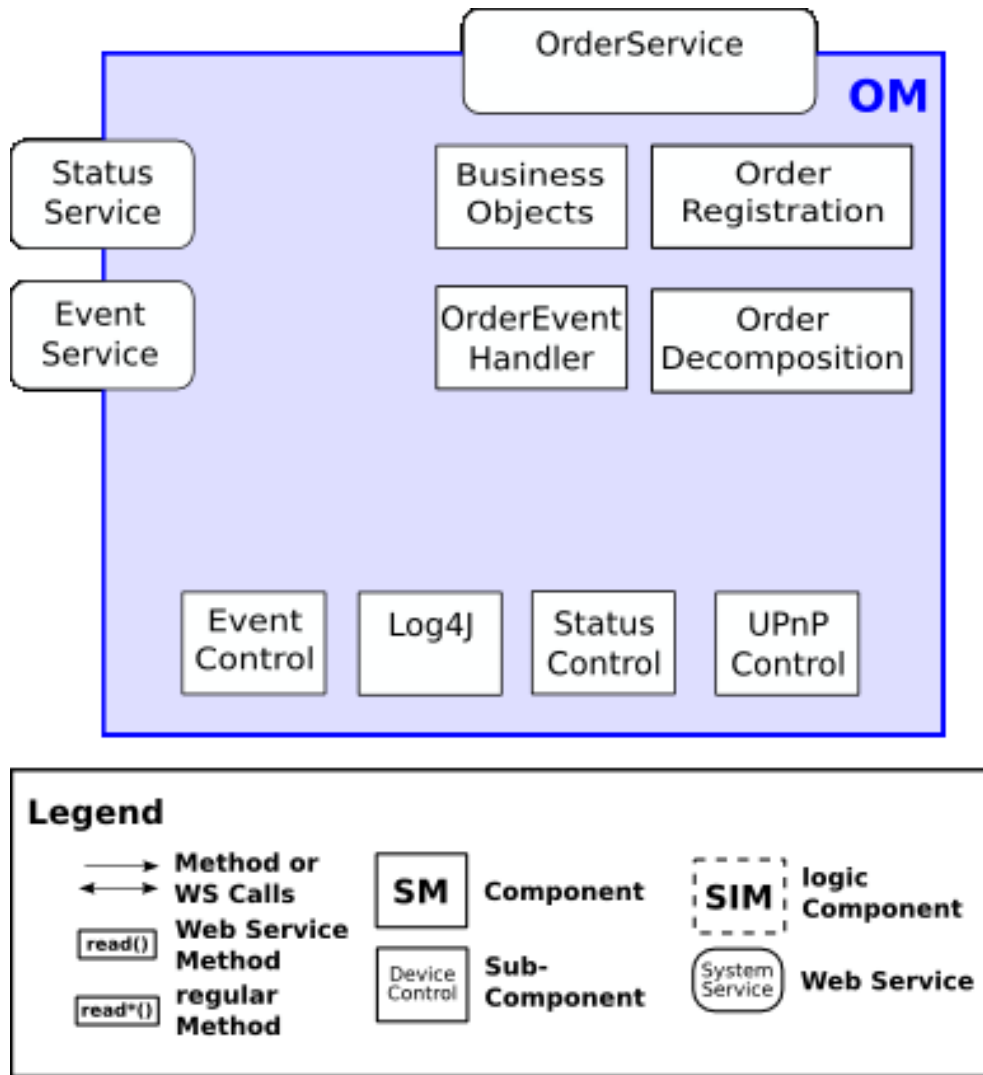 OrderService
OM
Status
Service
Business
Objects
Order
Registration
Event
Service
OrderEvent
Handler
Order
Decomposition
Event
Control
Log4J
Status
Control
UPnP
Control
Legend
Method or
WS Calls
read()
Web Service
Method
read*()
regular
Method
SM
Component
Device
Control
Sub-
Component
SIM
logic
Component
System
Service
Web Service